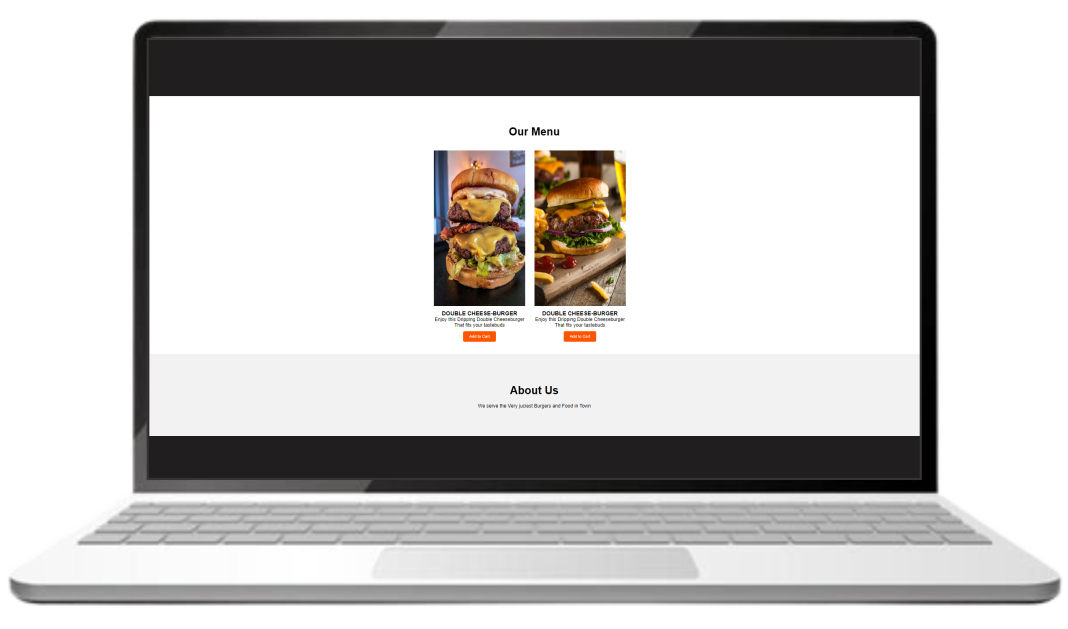 Our Menu
DOUBLE CHEESE-BURGER
Enjoy this Dripping Double Cheeseburger
That fits your tastebuds
Add to Cart
DOUBLE CHEESE-BURGER
Enjoy this Dripping Double Cheeseburger
That fits your tastebuds
Add to Cart
About Us
We serve the Very juciest Burgers and Food in Town